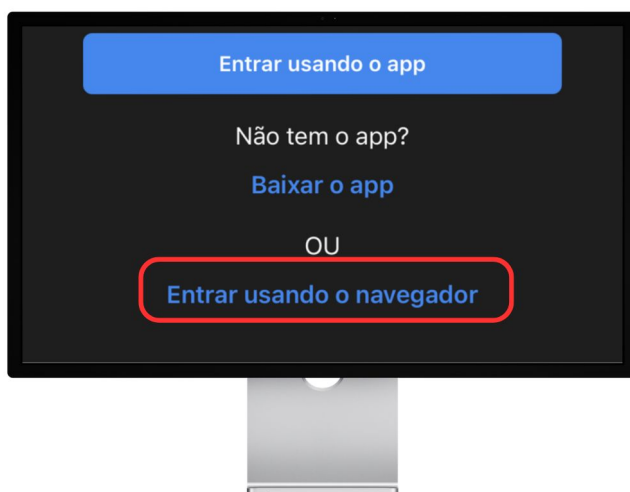 Entrar usando o app
Não tem o app?
Baixar o app
OU
Entrar usando o navegador